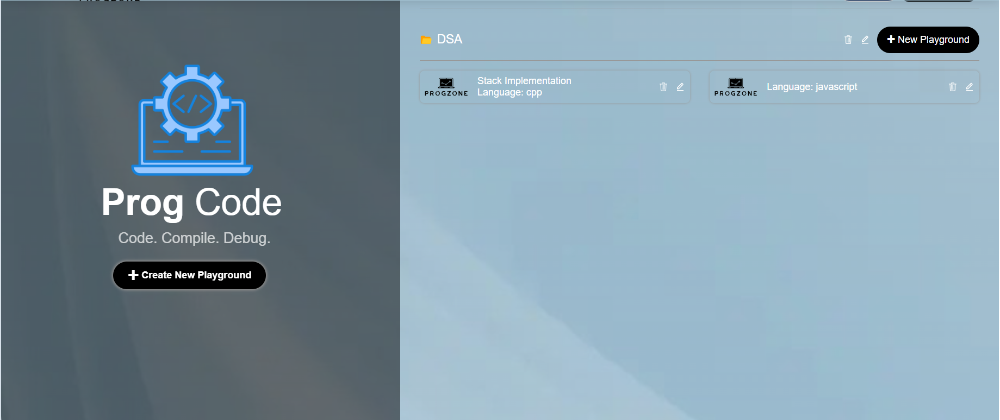 </>
Prog Code
Code. Compile. Debug.
+ Create New Playground
DSA
+ New Playground
PROGZONE
Stack Implementation
Language: cpp
PROGZONE
Language: javascript